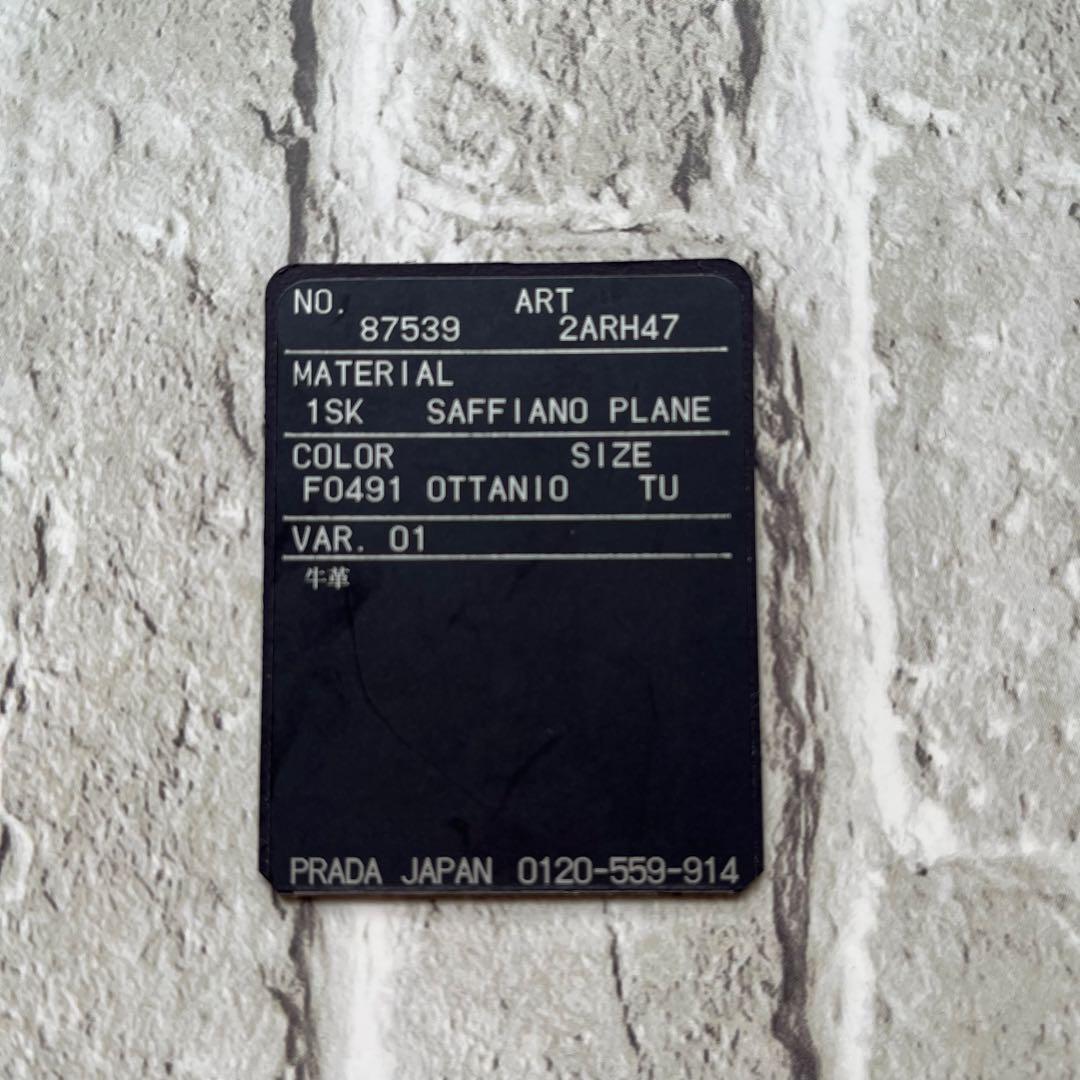 NO. ART
87539 2ARH47
MATERIAL
1SK SAFFIANO PLANE
COLOR SIZE
F0491 OTTANIO TU
VAR. 01
牛革
PRADA JAPAN 0120-559-914